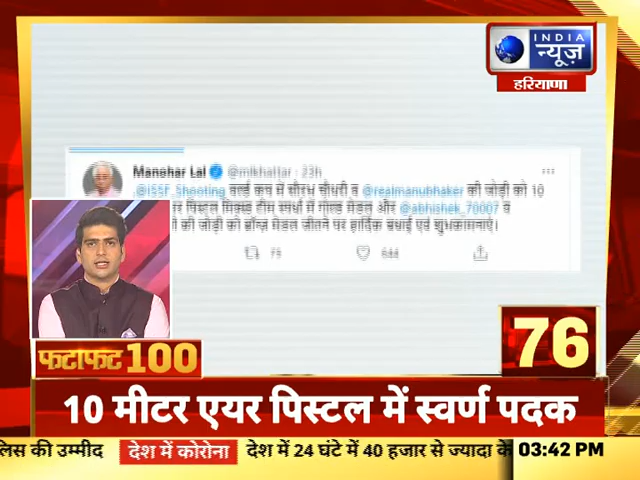 INDIA
न्यूज़
हरियाणा
Manohar Lal @mlkhattar · 23h
.@ISSF_Shooting वर्ल्ड कप में सौरभ चौधरी व @realmanubhaker की जोड़ी को 10
पिस्टल मिक्स्ड टीम स्पर्धा में गोल्ड मेडल और @abhishek_70007 व
की जोड़ी को ब्रॉन्ज मेडल जीतने पर हार्दिक बधाई एवं शुभकामनाएं।
फटाफट 100
76
10 मीटर एयर पिस्टल में स्वर्ण पदक
लिस की उम्मीद देश में कोरोना देश में 24 घंटे में 40 हजार से ज्यादा के 03:42 PM